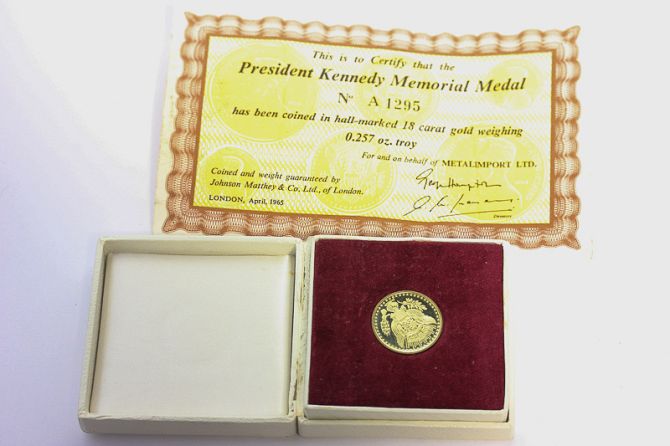 This is to Certify that the
President Kennedy Memorial Medal
No A 1295
has been coined in hall-marked 18 carat gold weighing
0.257 oz. troy
For and on behalf of METALIMPORT LTD.
Coined and weight guaranteed by
Johnson Matthey & Co, Ltd., of London.
LONDON, April, 1965